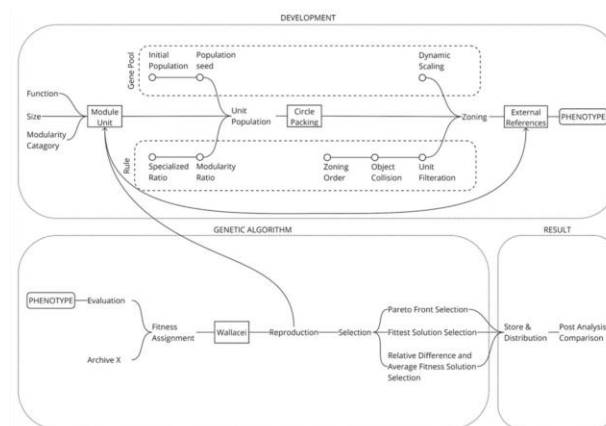 DEVELOPMENT
Gene Pool
Initial
Population
Population
seed
Dynamic
Scaling
Function
Size
Modularity
Catagory
Module
Unit
Unit
Population
Circle
Packing
Zoning
External
References
PHENOTYPE
Rule
Specialized
Ratio
Modularity
Ratio
Zoning
Order
Object
Collision
Unit
Filteration
GENETIC ALGORITHM
PHENOTYPE
Evaluation
Archive X
Fitness
Assignment
Wallacei
Reproduction
Selection
Pareto Front Selection
Fittest Solution Selection
Relative Difference and
Average Fitness Solution
Selection
RESULT
Store &
Distribution
Post Analysis
Comparison